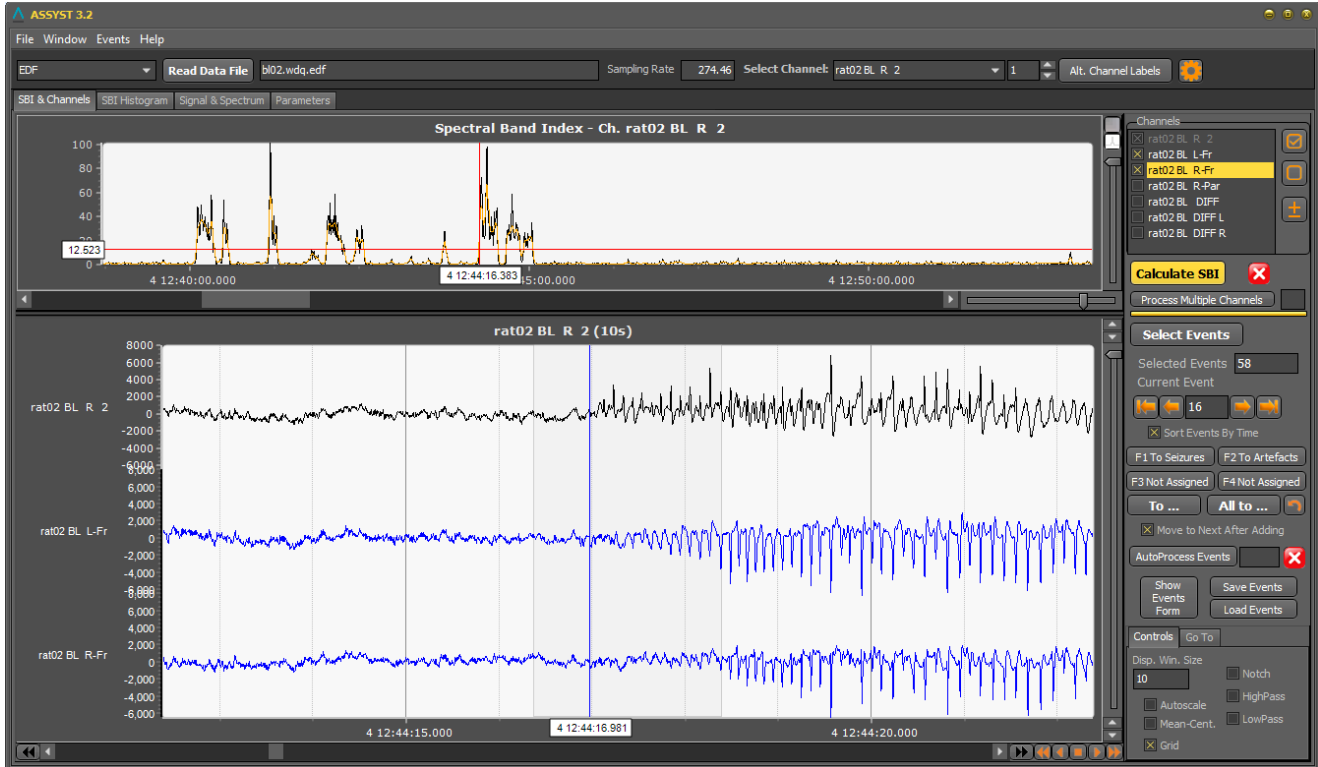 ASSYST 3.2
File Window Events Help
EDF Read Data File bl02.wdq.edf Sampling Rate 274.46 Select Channel: rat02 BL R 2 1 Alt. Channel Labels
SBI & Channels SBI Histogram Signal & Spectrum Parameters
Spectral Band Index - Ch. rat02 BL R 2
100
80
60
40
20
12.523
0
4 12:40:00.000 4 12:44:16.383 45:00.000 4 12:50:00.000
rat02 BL R 2 (10s)
8000
6000
4000
2000
rat02 BL R 2 0
-2000
-4000
-6000
8,000
6,000
4,000
2,000
rat02 BL L-Fr 0
-2,000
-4,000
-6,000
8,000
6,000
4,000
2,000
rat02 BL R-Fr 0
-2,000
-4,000
-6,000
4 12:44:15.000 4 12:44:16.981 4 12:44:20.000
Channels
rat02 BL R 2
rat02 BL L-Fr
rat02 BL R-Fr
rat02 BL R-Par
rat02 BL DIFF
rat02 BL DIFF L
rat02 BL DIFF R
Calculate SBI
Process Multiple Channels
Select Events
Selected Events 58
Current Event
16
Sort Events By Time
F1 To Seizures F2 To Artefacts
F3 Not Assigned F4 Not Assigned
To ... All to ...
Move to Next After Adding
AutoProcess Events
Show Events Form
Save Events
Load Events
Controls Go To
Disp. Win. Size
10 Notch
HighPass
Autoscale
LowPass
Mean-Cent.
Grid